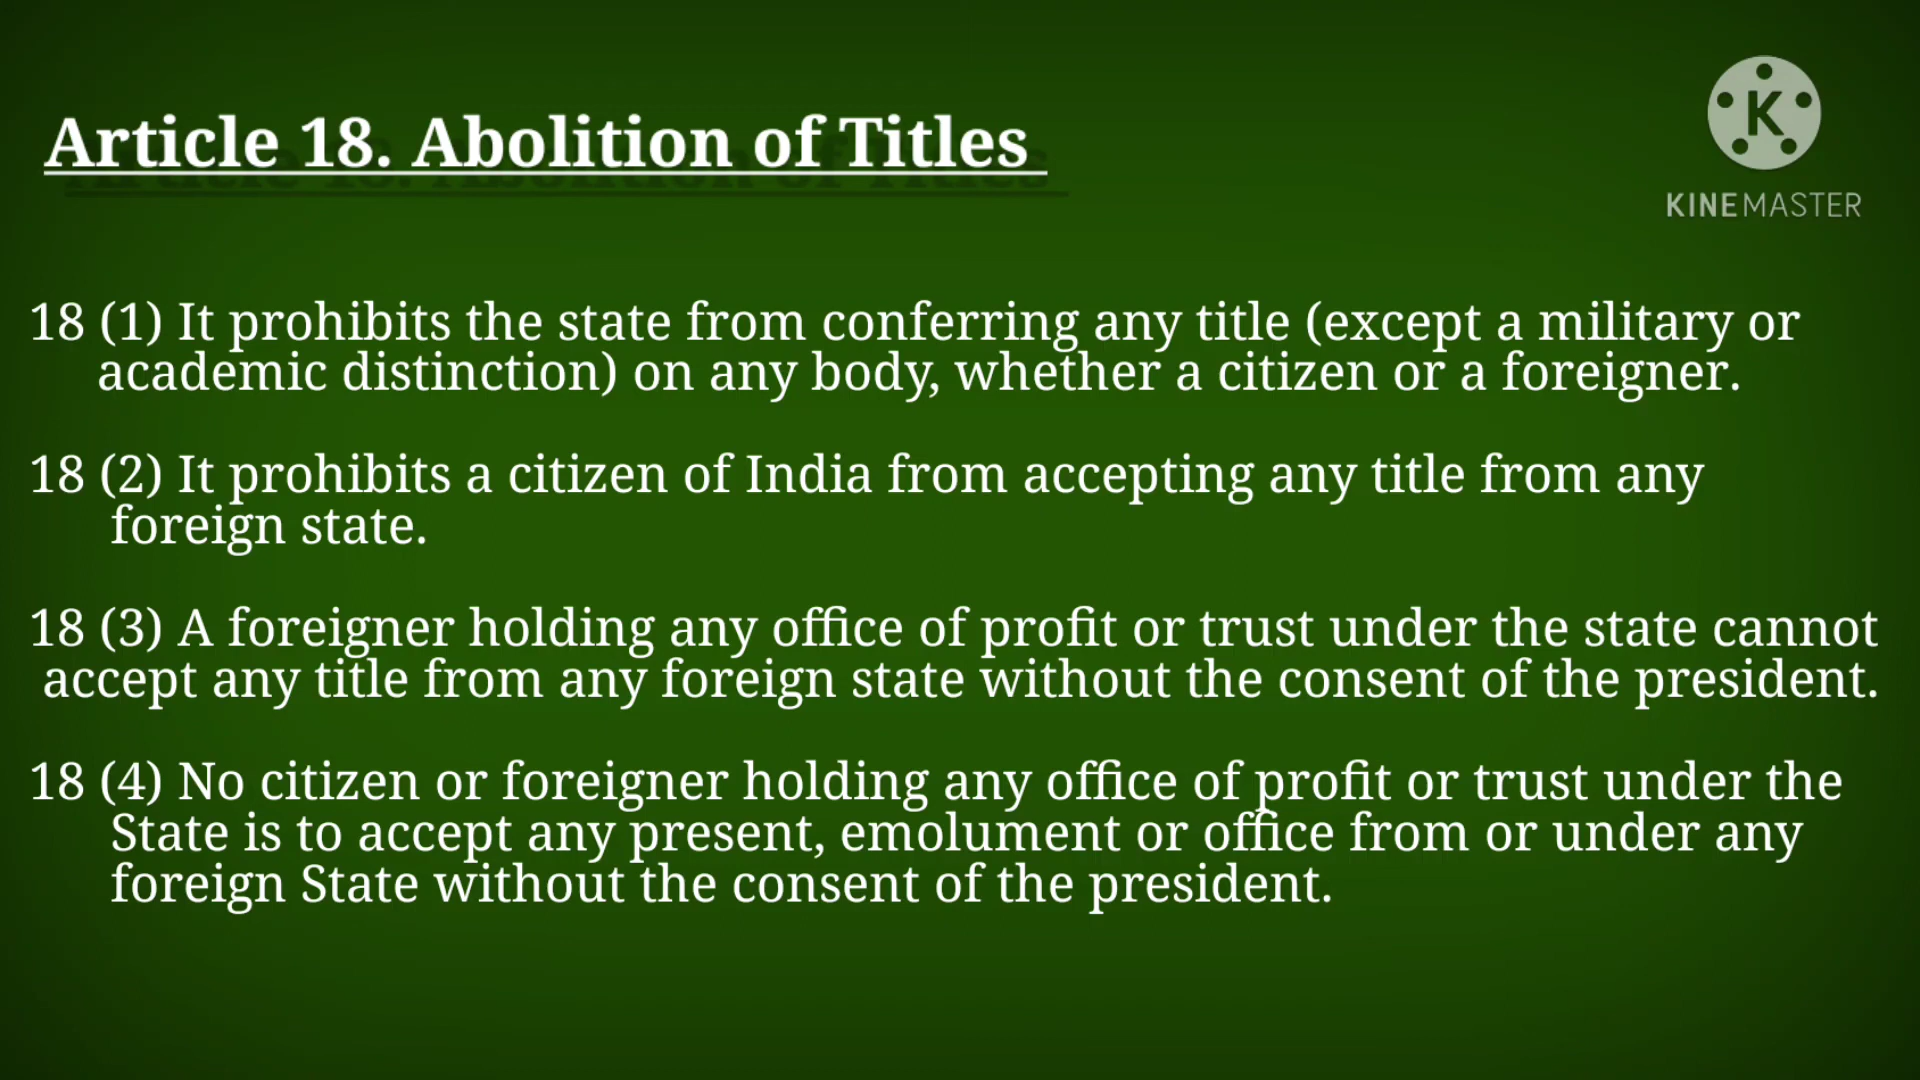 Article 18. Abolition of Titles
K
KINEMASTER
18 (1) It prohibits the state from conferring any title (except a military or
academic distinction) on any body, whether a citizen or a foreigner.
18 (2) It prohibits a citizen of India from accepting any title from any
foreign state.
18 (3) A foreigner holding any office of profit or trust under the state cannot
accept any title from any foreign state without the consent of the president.
18 (4) No citizen or foreigner holding any office of profit or trust under the
State is to accept any present, emolument or office from or under any
foreign State without the consent of the president.